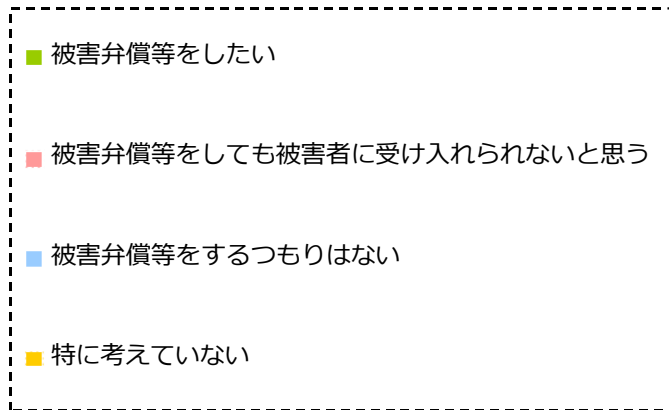 被害弁償等をしたい
被害弁償等をしても被害者に受け入れられないと思う
被害弁償等をするつもりはない
特に考えていない